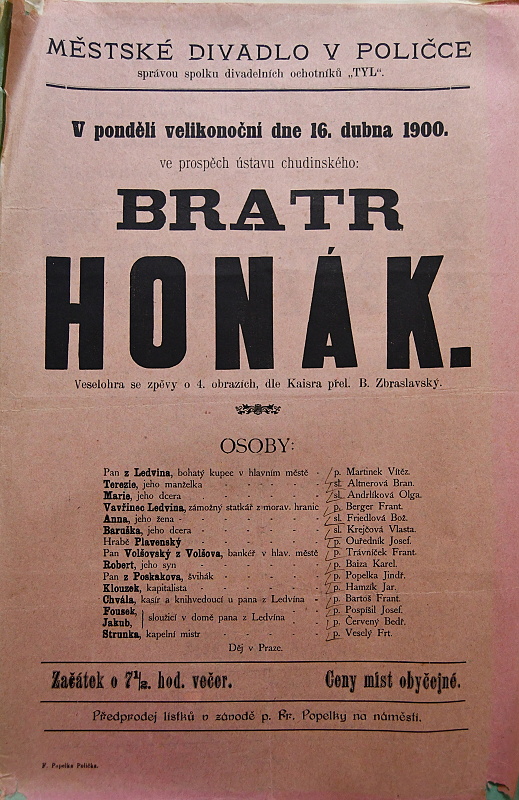 MĚSTSKÉ DIVADLO V POLIČCE
správou spolku divadelních ochotníků „TYL“.
V pondělí velikonoční dne 16. dubna 1900.
ve prospěch ústavu chudinského:
BRATR
HONÁK.
Veselohra se zpěvy o 4. obrazích, dle Kaisra přel. B. Zbraslavský.
OSOBY:
Pan z Ledvina, bohatý kupec v hlavním městě - p. Martinek Vítěz.
Terezie, jeho manželka - - - - - sl. Altnerová Bran.
Marie, jeho dcera - - - - - sl. Andrlíková Olga.
Vavřinec Ledvina, zámožný statkář z morav. hranic p. Berger Frant.
Anna, jeho žena - - - - - sl. Friedlová Bož.
Baruška, jeho dcera - - - - - sl. Krejčová Vlasta.
Hrabě Plavenský - - - - - p. Ouředník Josef.
Pan Volšovský z Volšova, bankéř v hlav. městě p. Trávníček Frant.
Robert, jeho syn - - - - - p. Baiza Karel.
Pan z Poskakova, švihák - - - - p. Popelka Jindř.
Klouzek, kapitalista - - - - - p. Hamzík Jar.
Chvála, kasír a knihvedoucí u pana z Ledvina - p. Bartoš Frant.
Fousek, } sloužící v domě pana z Ledvina - p. Pospíšil Josef.
Jakub, p. Červený Bedř.
Strunka, kapelní mistr - - - - - p. Veselý Frt.
Děj v Praze.
Začátek o 7½. hod. večer. Ceny míst obyčejné.
Předprodej lístků v závodě p. Fr. Popelky na náměstí.
F. Popelka Polička.